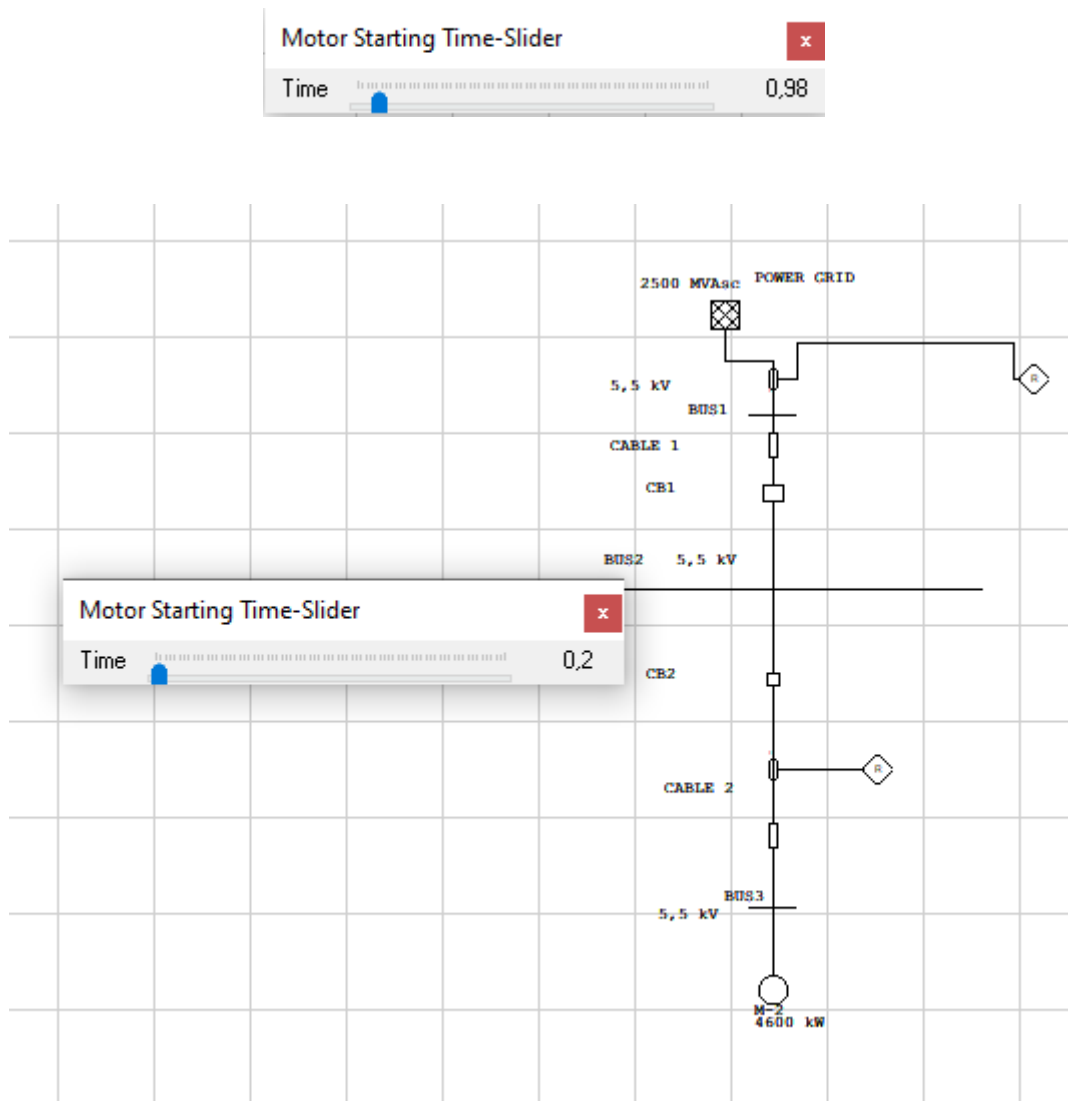 Motor Starting Time-Slider
x
Time 0,98
2500 MVAsc POWER GRID
R
5,5 kV
BUS1
CABLE 1
CB1
BUS2 5,5 kV
Motor Starting Time-Slider
x
Time 0,2
CB2
R
CABLE 2
BUS3
5,5 kV
M-2
4600 kW